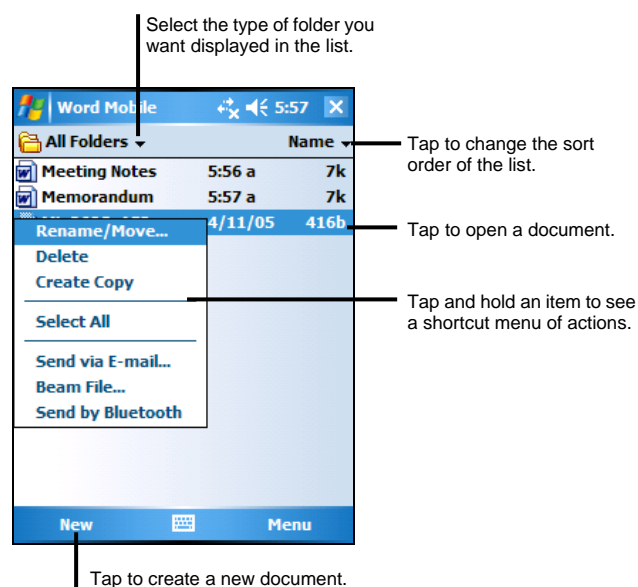 Select the type of folder you
want displayed in the list.
Word Mobile 5:57
All Folders Name
Tap to change the sort
order of the list.
Meeting Notes 5:56 a 7k
Memorandum 5:57 a 7k
4/11/05 416b
Tap to open a document.
Rename/Move...
Delete
Create Copy
Tap and hold an item to see
a shortcut menu of actions.
Select All
Send via E-mail...
Beam File...
Send by Bluetooth
New Menu
Tap to create a new document.